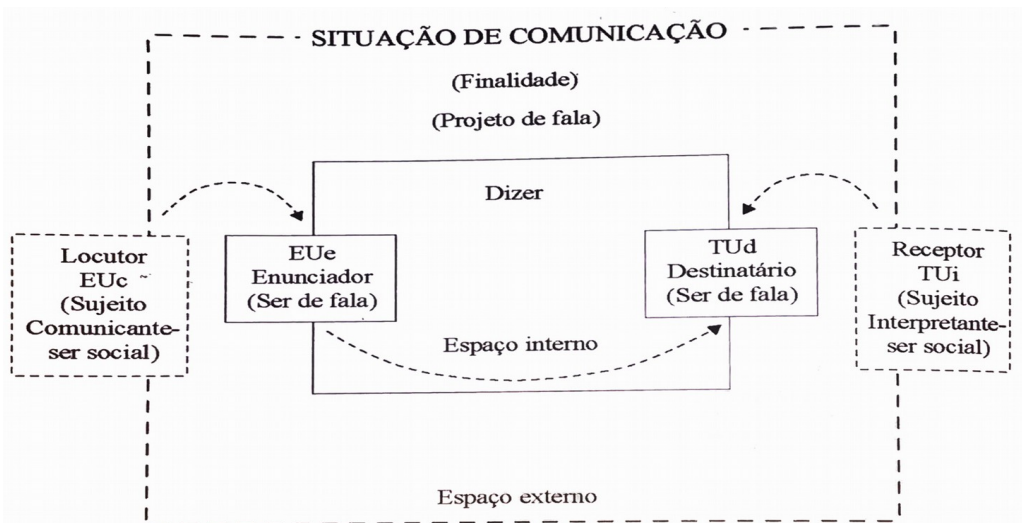 SITUAÇÃO DE COMUNICAÇÃO
(Finalidade)
(Projeto de fala)
Dizer
Locutor
EUc
(Sujeito
Comunicante-
ser social)
EUe
Enunciador
(Ser de fala)
TUd
Destinatário
(Ser de fala)
Receptor
TUi
(Sujeito
Interpretante-
ser social)
Espaço interno
Espaço externo